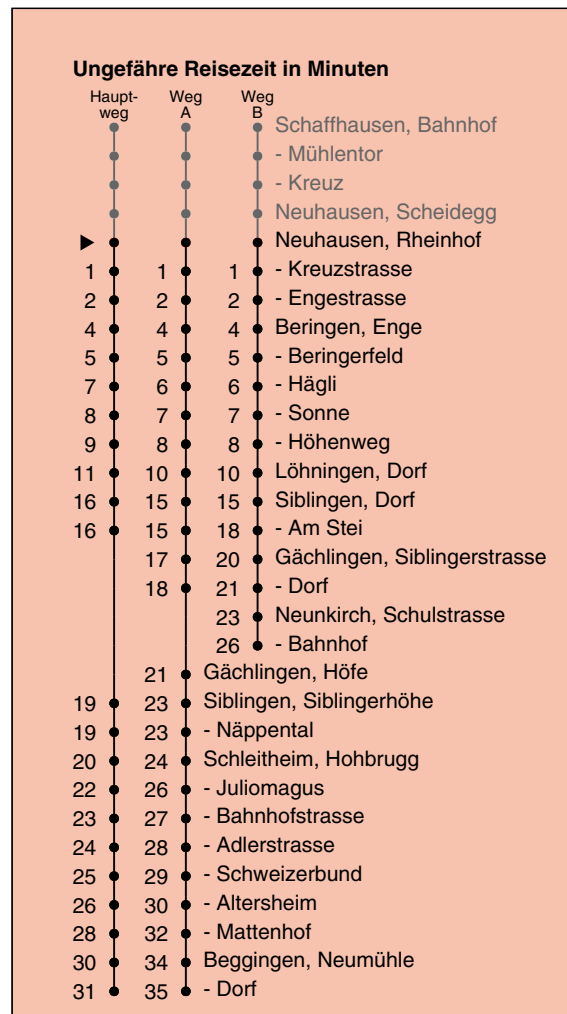 Ungefähre Reisezeit in Minuten
Haupt- Weg Weg
weg A B
Schaffhausen, Bahnhof
- Mühlentor
- Kreuz
Neuhausen, Scheidegg
Neuhausen, Rheinhof
1 1 1 - Kreuzstrasse
2 2 2 - Engestrasse
4 4 4 Beringen, Enge
5 5 5 - Beringerfeld
7 6 6 - Hägli
8 7 7 - Sonne
9 8 8 - Höhenweg
11 10 10 Löhningen, Dorf
16 15 15 Siblingen, Dorf
16 15 18 - Am Stei
17 20 Gächlingen, Siblingerstrasse
18 21 - Dorf
23 Neunkirch, Schulstrasse
26 - Bahnhof
21 Gächlingen, Höfe
19 23 Siblingen, Siblingerhöhe
19 23 - Näppental
20 24 Schleitheim, Hohbrugg
22 26 - Juliomagus
23 27 - Bahnhofstrasse
24 28 - Adlerstrasse
25 29 - Schweizerbund
26 30 - Altersheim
28 32 - Mattenhof
30 34 Beggingen, Neumühle
31 35 - Dorf